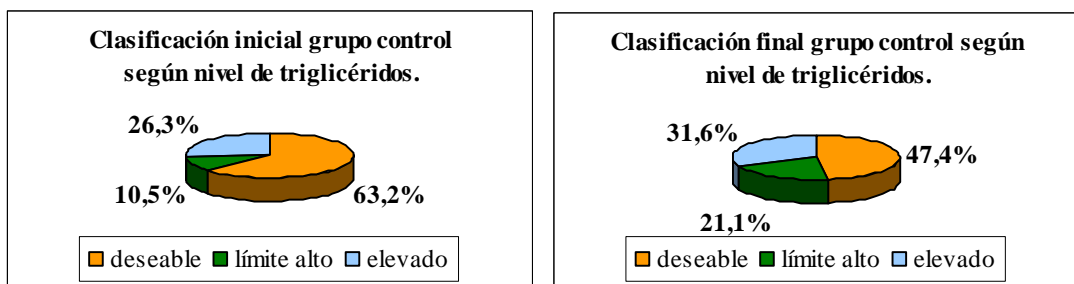 Clasificación inicial grupo control
según nivel de triglicéridos.
26,3%
10,5%
63,2%
deseable límite alto elevado
Clasificación final grupo control según
nivel de triglicéridos.
31,6%
47,4%
21,1%
deseable límite alto elevado